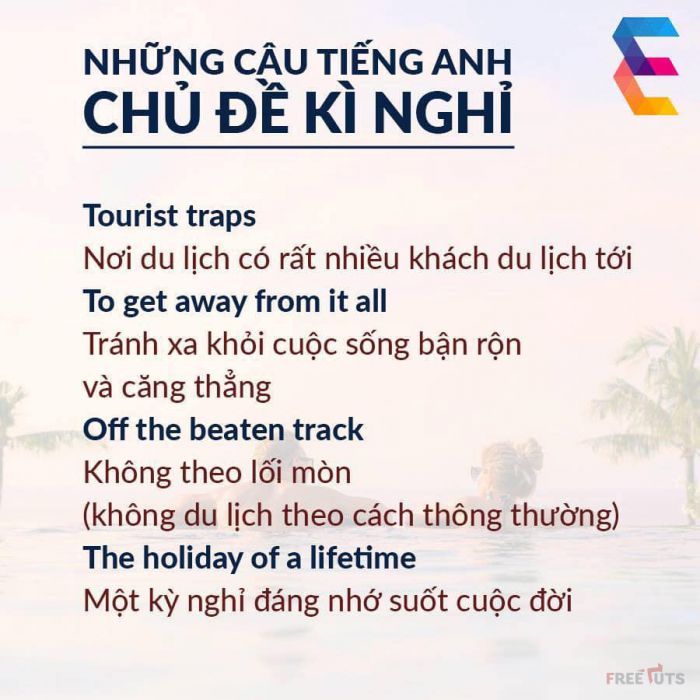 NHỮNG CÂU TIẾNG ANH
CHỦ ĐỀ KÌ NGHỈ
Tourist traps
Nơi du lịch có rất nhiều khách du lịch tới
To get away from it all
Tránh xa khỏi cuộc sống bận rộn
và căng thẳng
Off the beaten track
Không theo lối mòn
(không du lịch theo cách thông thường)
The holiday of a lifetime
Một kỳ nghỉ đáng nhớ suốt cuộc đời
FREETUTS